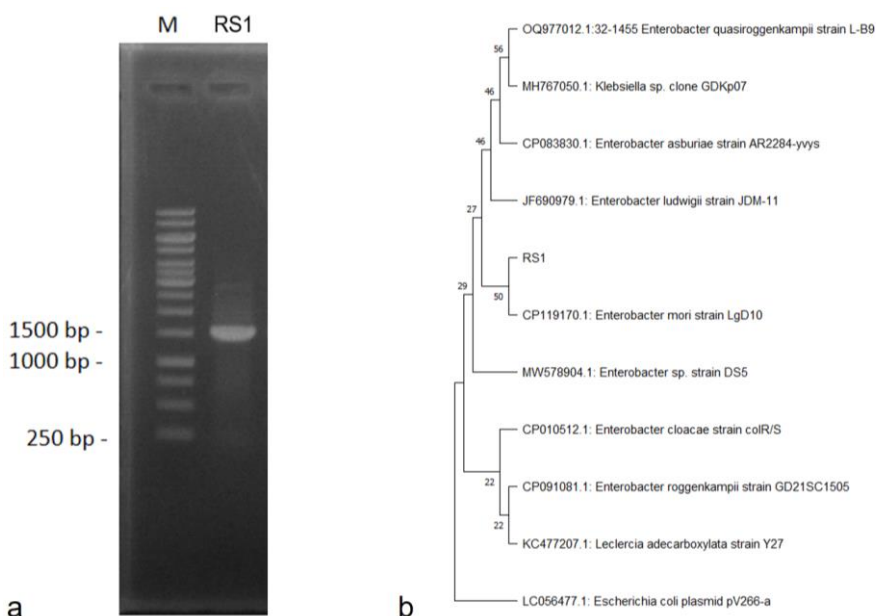 M RS1
1500 bp -
1000 bp -
250 bp -
a
OQ977012.1:32-1455 Enterobacter quasiroggenkampii strain L-B9
56
MH767050.1: Klebsiella sp. clone GDKp07
46
CP083830.1: Enterobacter asburiae strain AR2284-yvys
46
JF690979.1: Enterobacter ludwigii strain JDM-11
27
RS1
29
50
CP119170.1: Enterobacter mori strain LgD10
MW578904.1: Enterobacter sp. strain DS5
CP010512.1: Enterobacter cloacae strain colR/S
22
CP091081.1: Enterobacter roggenkampii strain GD21SC1505
22
KC477207.1: Leclercia adecarboxylata strain Y27
LC056477.1: Escherichia coli plasmid pV266-a
b